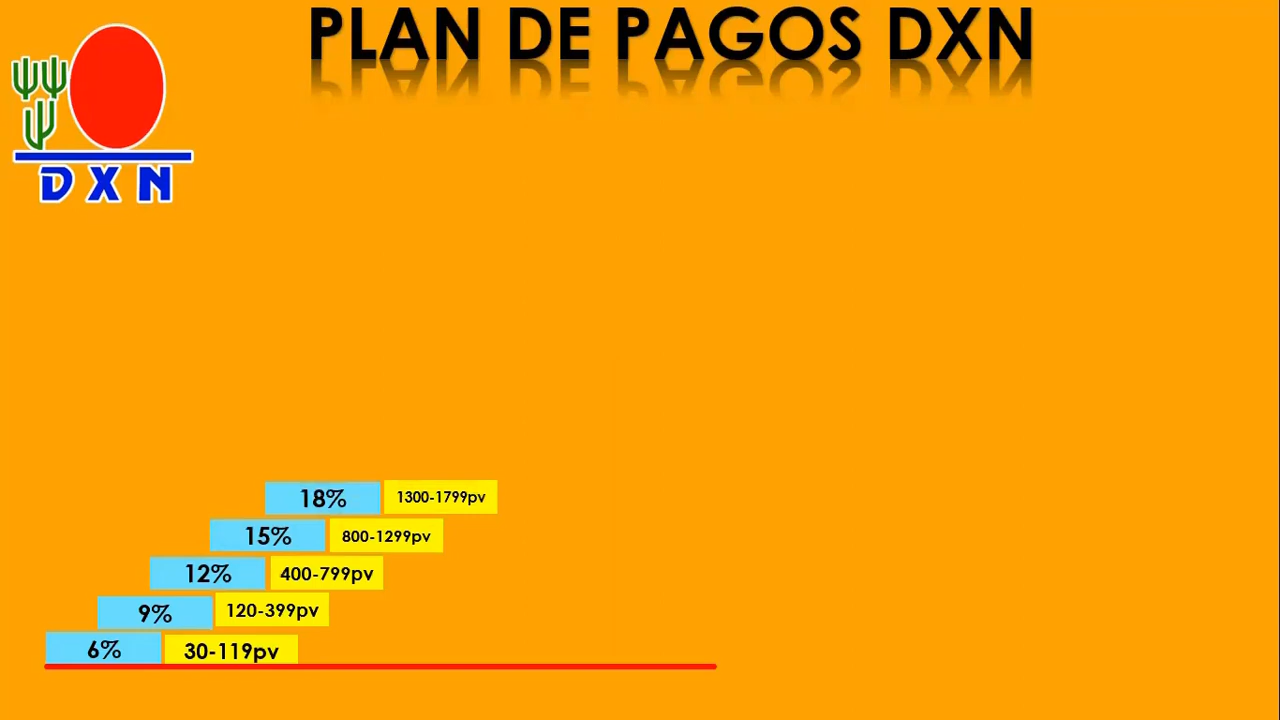 PLAN DE PAGOS DXN
DXN
18% 1300-1799pv
15% 800-1299pv
12% 400-799pv
9% 120-399pv
6% 30-119pv